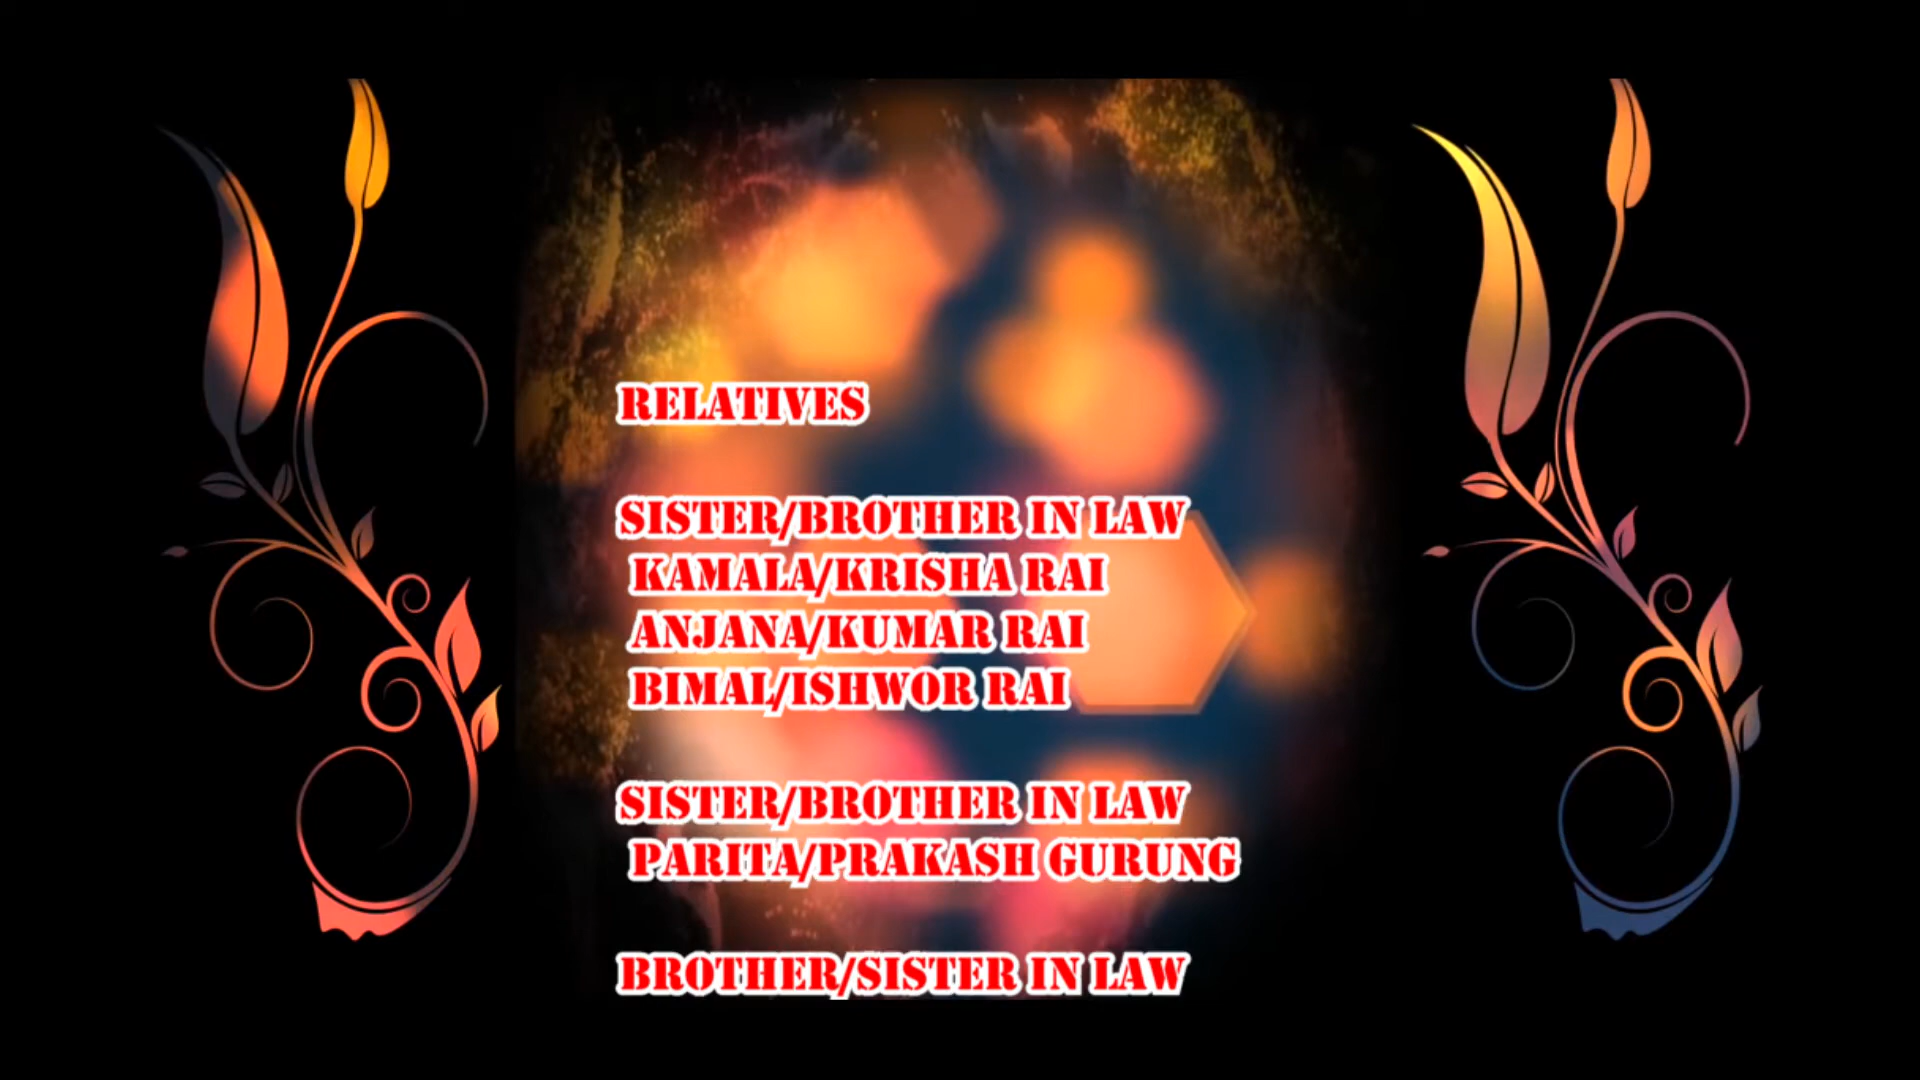 RELATIVES
SISTER/BROTHER IN LAW
KAMALA/KRISHA RAI
ANJANA/KUMAR RAI
BIMAL/ISHWOR RAI
SISTER/BROTHER IN LAW
PARITA/PRAKASH GURUNG
BROTHER/SISTER IN LAW